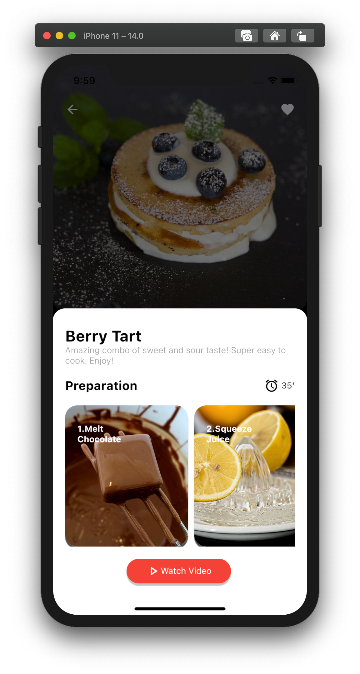 iPhone 11 – 14.0
9:59
Berry Tart
Amazing combo of sweet and sour taste! Super easy to
cook. Enjoy!
Preparation
35'
1.Melt
Chocolate
2.Squeeze
Juice
Watch Video